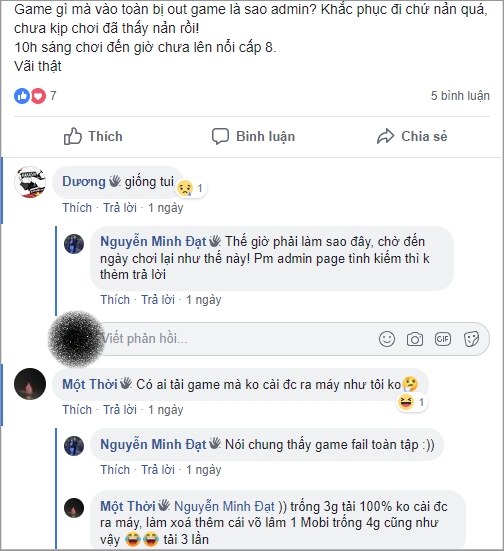 Game gì mà vào toàn bị out game là sao admin? Khắc phục đi chứ nản quá,
chưa kịp chơi đã thấy nản rồi!
10h sáng chơi đến giờ chưa lên nổi cấp 8.
Vãi thật
7
5 bình luận
Thích
Bình luận
Chia sẻ
Dương giống tui
1
Thích · Trả lời · 1 ngày
Nguyễn Minh Đạt Thế giờ phải làm sao đây, chờ đến
ngày chơi lại như thế này! Pm admin page tình kiếm thì k
thèm trả lời
Thích · Trả lời · 1 ngày
Viết phản hồi...
GIF
Một Thời Có ai tải game mà ko cài đc ra máy như tôi ko
1
Thích · Trả lời · 1 ngày
Nguyễn Minh Đạt Nói chung thấy game fail toàn tập :))
Thích · Trả lời · 1 ngày
Một Thời Nguyễn Minh Đạt )) trống 3g tải 100% ko cài đc
ra máy, làm xoá thêm cái võ lâm 1 Mobi trống 4g cũng như
vậy tải 3 lần